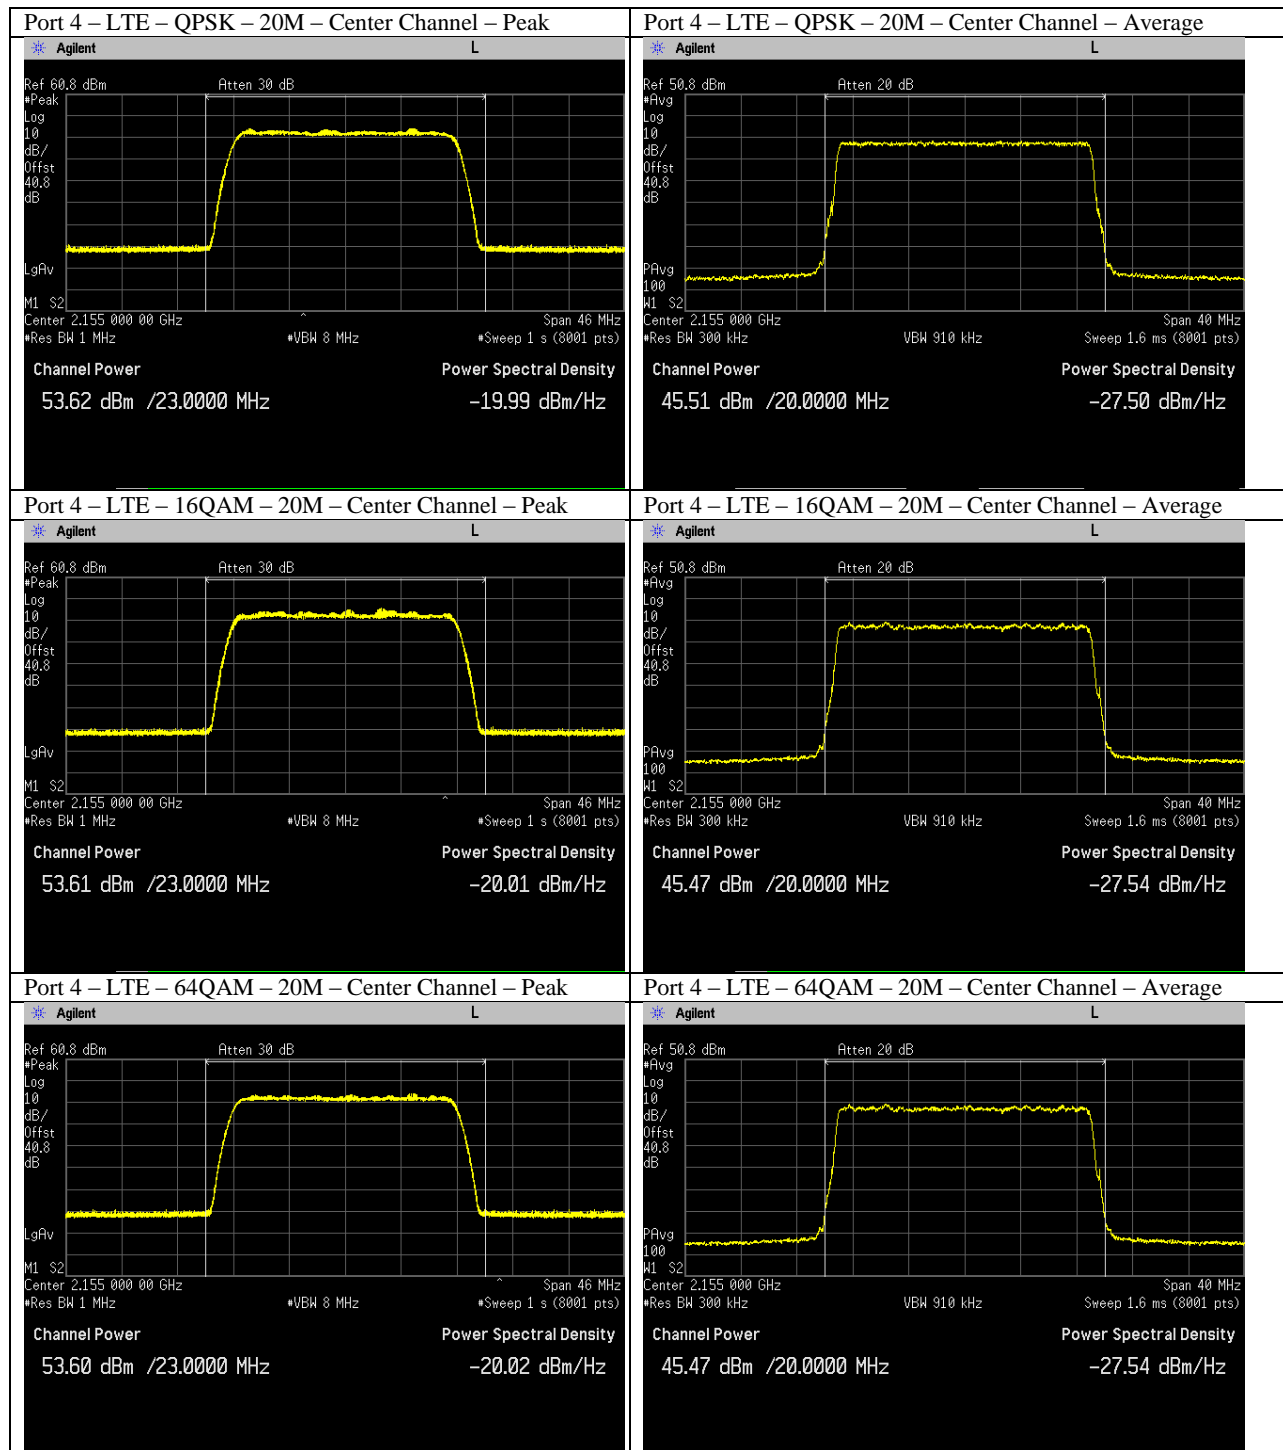 Port 4 – LTE – QPSK – 20M – Center Channel – Peak
Agilent L
Ref 60.8 dBm Atten 30 dB
#Peak
Log
10
dB/
Offst
40.8
dB
LgAv
M1 S2
Center 2.155 000 00 GHz ^ Span 46 MHz
#Res BW 1 MHz #VBW 8 MHz #Sweep 1 s (8001 pts)
Channel Power Power Spectral Density
53.62 dBm /23.0000 MHz -19.99 dBm/Hz
Port 4 – LTE – QPSK – 20M – Center Channel – Average
Agilent L
Ref 50.8 dBm Atten 20 dB
#Avg
Log
10
dB/
Offst
40.8
dB
PAvg
100
W1 S2
Center 2.155 000 GHz Span 40 MHz
#Res BW 300 kHz VBW 910 kHz Sweep 1.6 ms (8001 pts)
Channel Power Power Spectral Density
45.51 dBm /20.0000 MHz -27.50 dBm/Hz
Port 4 – LTE – 16QAM – 20M – Center Channel – Peak
Agilent L
Ref 60.8 dBm Atten 30 dB
#Peak
Log
10
dB/
Offst
40.8
dB
LgAv
M1 S2
Center 2.155 000 00 GHz ^ Span 46 MHz
#Res BW 1 MHz #VBW 8 MHz #Sweep 1 s (8001 pts)
Channel Power Power Spectral Density
53.61 dBm /23.0000 MHz -20.01 dBm/Hz
Port 4 – LTE – 16QAM – 20M – Center Channel – Average
Agilent L
Ref 50.8 dBm Atten 20 dB
#Avg
Log
10
dB/
Offst
40.8
dB
PAvg
100
W1 S2
Center 2.155 000 GHz Span 40 MHz
#Res BW 300 kHz VBW 910 kHz Sweep 1.6 ms (8001 pts)
Channel Power Power Spectral Density
45.47 dBm /20.0000 MHz -27.54 dBm/Hz
Port 4 – LTE – 64QAM – 20M – Center Channel – Peak
Agilent L
Ref 60.8 dBm Atten 30 dB
#Peak
Log
10
dB/
Offst
40.8
dB
LgAv
M1 S2
Center 2.155 000 00 GHz ^ Span 46 MHz
#Res BW 1 MHz #VBW 8 MHz #Sweep 1 s (8001 pts)
Channel Power Power Spectral Density
53.60 dBm /23.0000 MHz -20.02 dBm/Hz
Port 4 – LTE – 64QAM – 20M – Center Channel – Average
Agilent L
Ref 50.8 dBm Atten 20 dB
#Avg
Log
10
dB/
Offst
40.8
dB
PAvg
100
W1 S2
Center 2.155 000 GHz Span 40 MHz
#Res BW 300 kHz VBW 910 kHz Sweep 1.6 ms (8001 pts)
Channel Power Power Spectral Density
45.47 dBm /20.0000 MHz -27.54 dBm/Hz